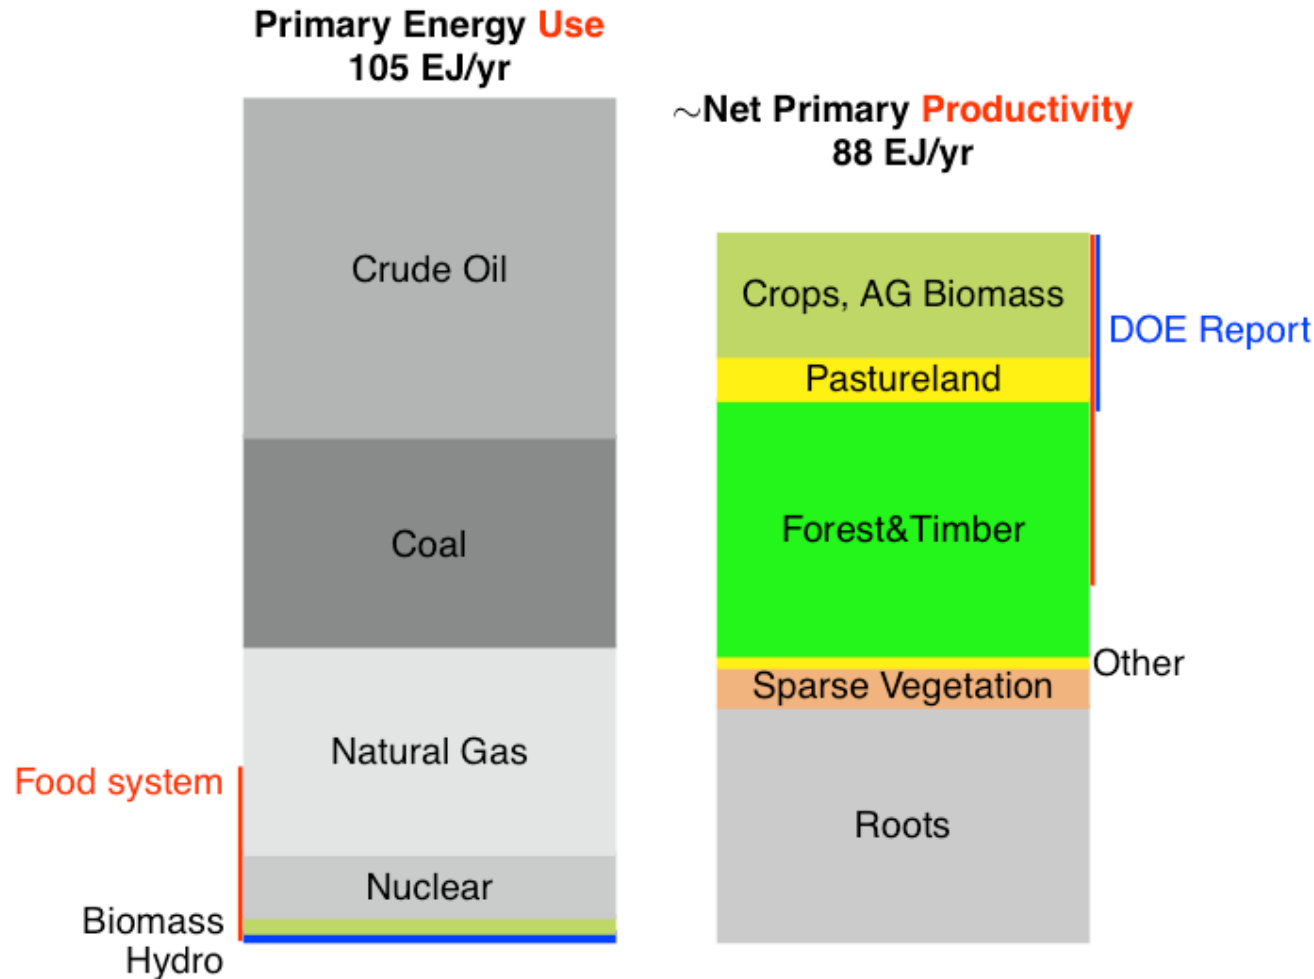 Primary Energy Use
105 EJ/yr
Crude Oil
Coal
Natural Gas
Food system
Nuclear
Biomass
Hydro
~Net Primary Productivity
88 EJ/yr
Crops, AG Biomass
DOE Report
Pastureland
Forest&Timber
Other
Sparse Vegetation
Roots